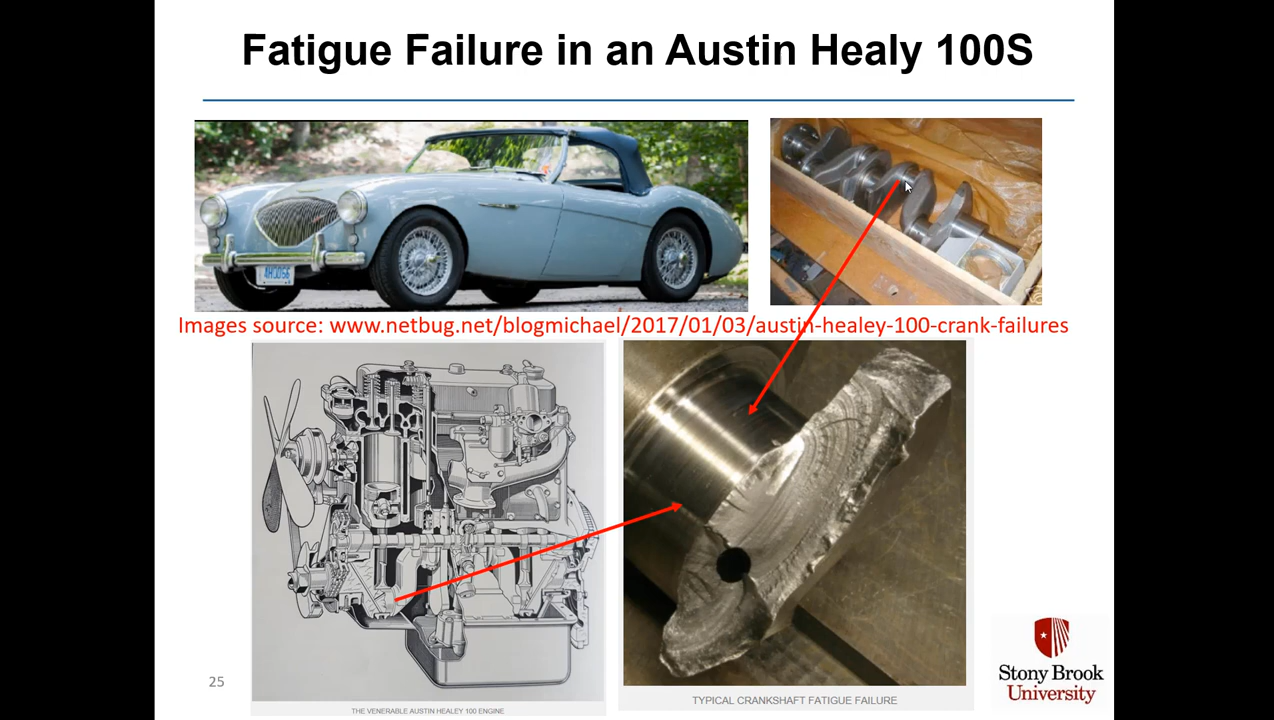 Fatigue Failure in an Austin Healy 100S
Images source: www.netbug.net/blogmichael/2017/01/03/austin-healey-100-crank-failures
THE VENERABLE AUSTIN HEALEY 100 ENGINE
TYPICAL CRANKSHAFT FATIGUE FAILURE
25
Stony Brook
University